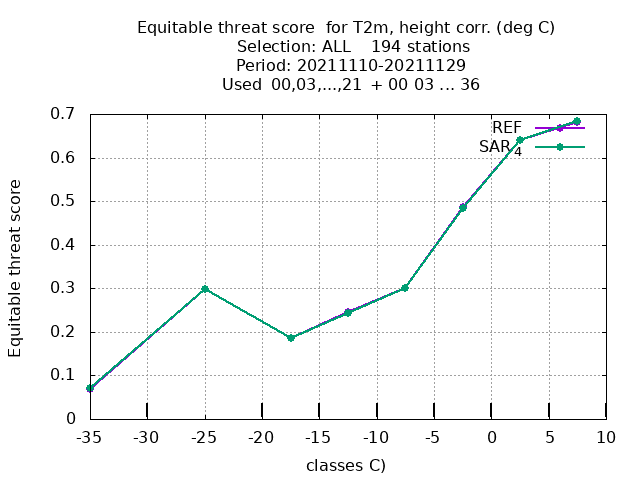 Equitable threat score  for T2m, height corr. (deg C)
Selection: ALL    194 stations
Period: 20211110-20211129
Used  00,03,...,21  + 00 03 ... 36
0.7
0.6
0.5
0.4
0.3
0.2
0.1
0
Equitable threat score
REF
SAR4
-35 -30 -25 -20 -15 -10 -5 0 5 10
classes C)